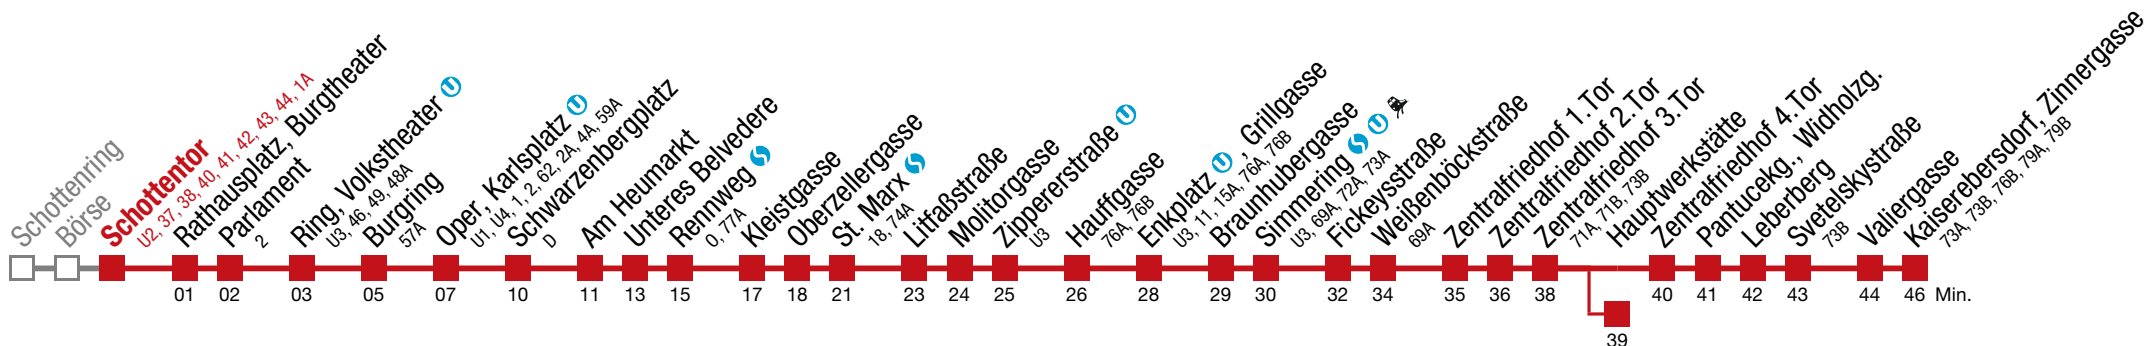 Schottenring
Börse
Schottentor
U2, 37, 38, 40, 41, 42, 43, 44, 1A
Rathausplatz, Burgtheater
Parlament
2
Ring, Volkstheater U
U3, 46, 49, 48A
Burgring
57A
Oper, Karlsplatz U
U1, U4, 1, 2, 62, 2A, 4A, 59A
Schwarzenbergplatz
D
Am Heumarkt
Unteres Belvedere
Rennweg S
O, 77A
Kleistgasse
Oberzellergasse
St. Marx S
18, 74A
Litfaßstraße
Molitorgasse
Zippererstraße U
U3
Hauffgasse
76A, 76B
Enkplatz U, Grillgasse
U3, 11, 15A, 76A, 76B
Braunhubergasse
Simmering S U
U3, 69A, 72A, 73A
Fickeysstraße
Weißenböckstraße
69A
Zentralfriedhof 1.Tor
Zentralfriedhof 2.Tor
Zentralfriedhof 3.Tor
71A, 71B, 73B
Hauptwerkstätte
Zentralfriedhof 4.Tor
Pantucekg., Widholzg.
Leberberg
Svetelskystraße
73B
Valiergasse
Kaiserebersdorf, Zinnergasse
73A, 73B, 76B, 79A, 79B
01 02 03 05 07 10 11 13 15 17 18 21 23 24 25 26 28 29 30 32 34 35 36 38 40 41 42 43 44 46 Min.
39